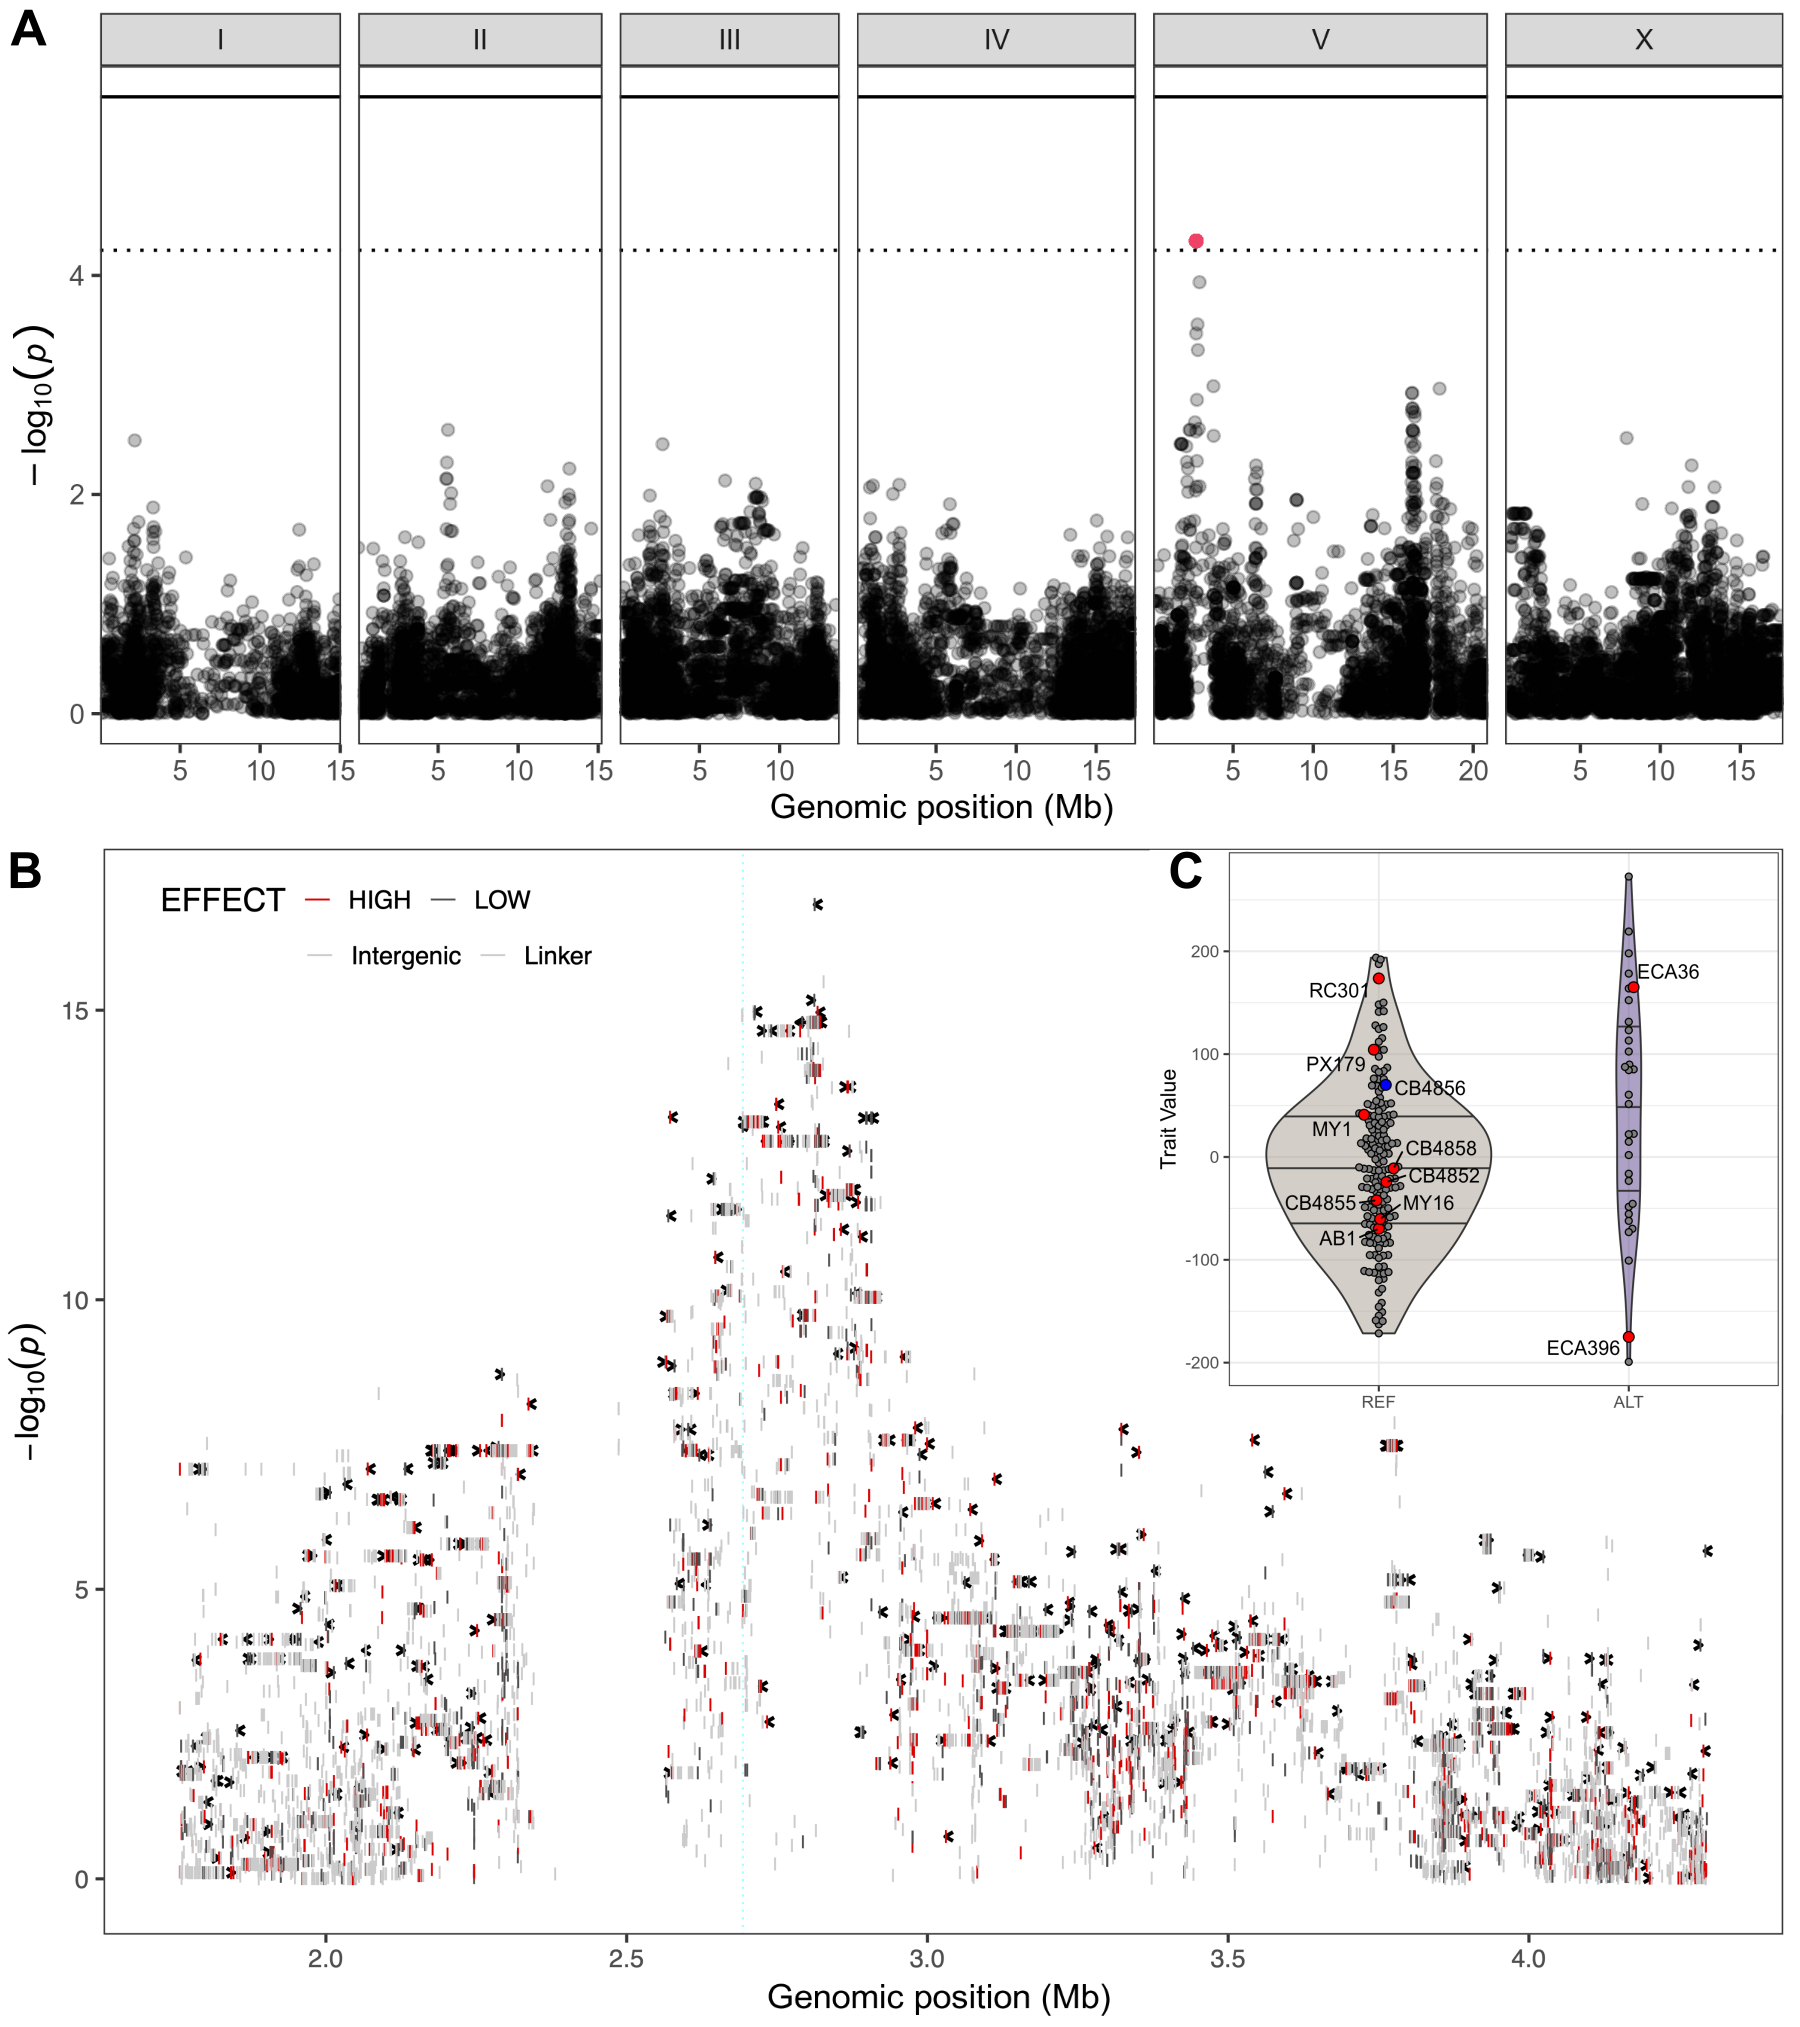 A
I II III IV V X
4
2
0
− log10(p)
5 10 15 5 10 15 5 10 5 10 15 5 10 15 20 5 10 15
Genomic position (Mb)
B
EFFECT HIGH LOW
Intergenic Linker
15
10
5
0
−log10(p)
2.0 2.5 3.0 3.5 4.0
Genomic position (Mb)
C
200
100
0
-100
-200
Trait Value
RC301
PX179
CB4856
MY1
CB4858
CB4852
CB4855
MY16
AB1
ECA36
ECA396
REF ALT